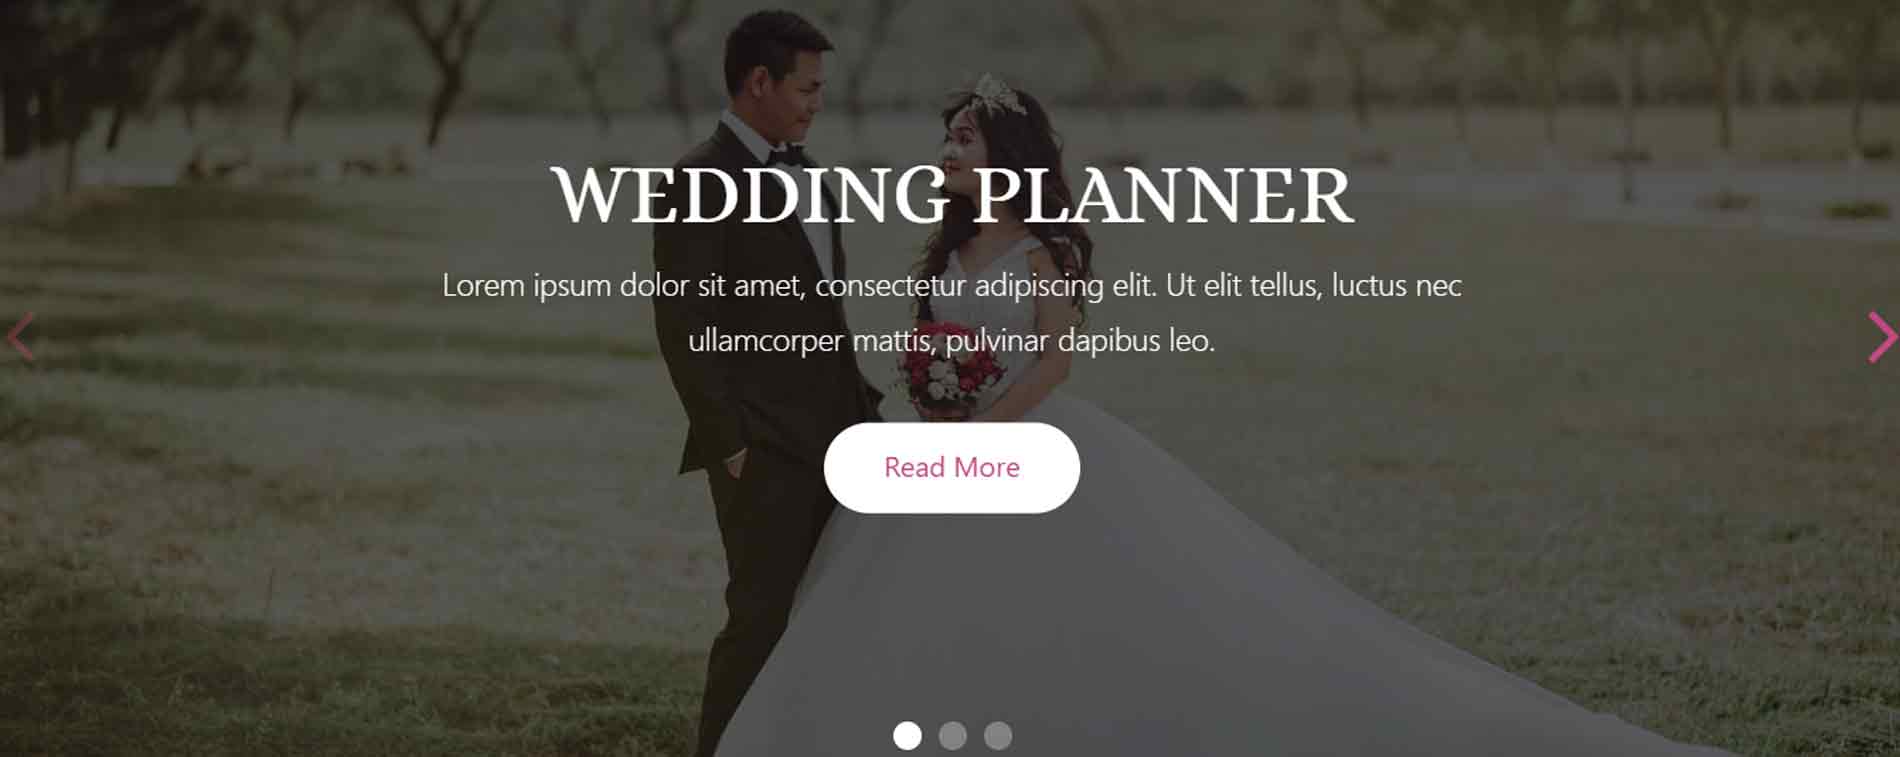 WEDDING PLANNER
Lorem ipsum dolor sit amet, consectetur adipiscing elit. Ut elit tellus, luctus nec
ullamcorper mattis, pulvinar dapibus leo.
Read More